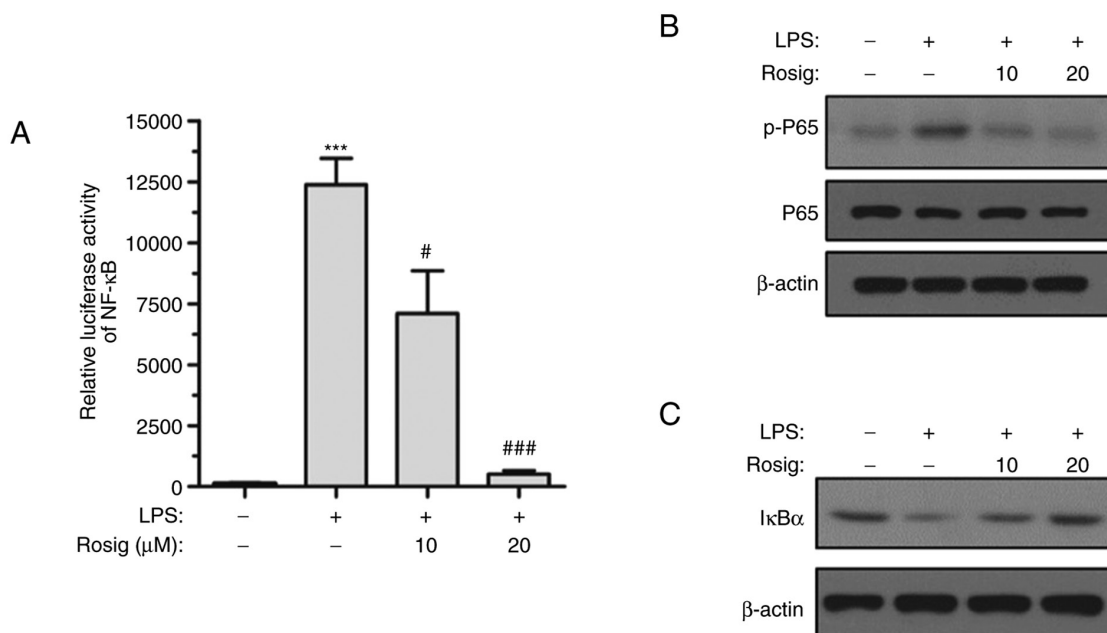 A
Relative luciferase activity
of NF-κB
15000
12500
10000
7500
5000
2500
0
***
#
###
LPS: – + + +
Rosig (μM): – – 10 20
B
LPS: – + + +
Rosig: – – 10 20
p-P65
P65
β-actin
C
LPS: – + + +
Rosig: – – 10 20
IκBα
β-actin